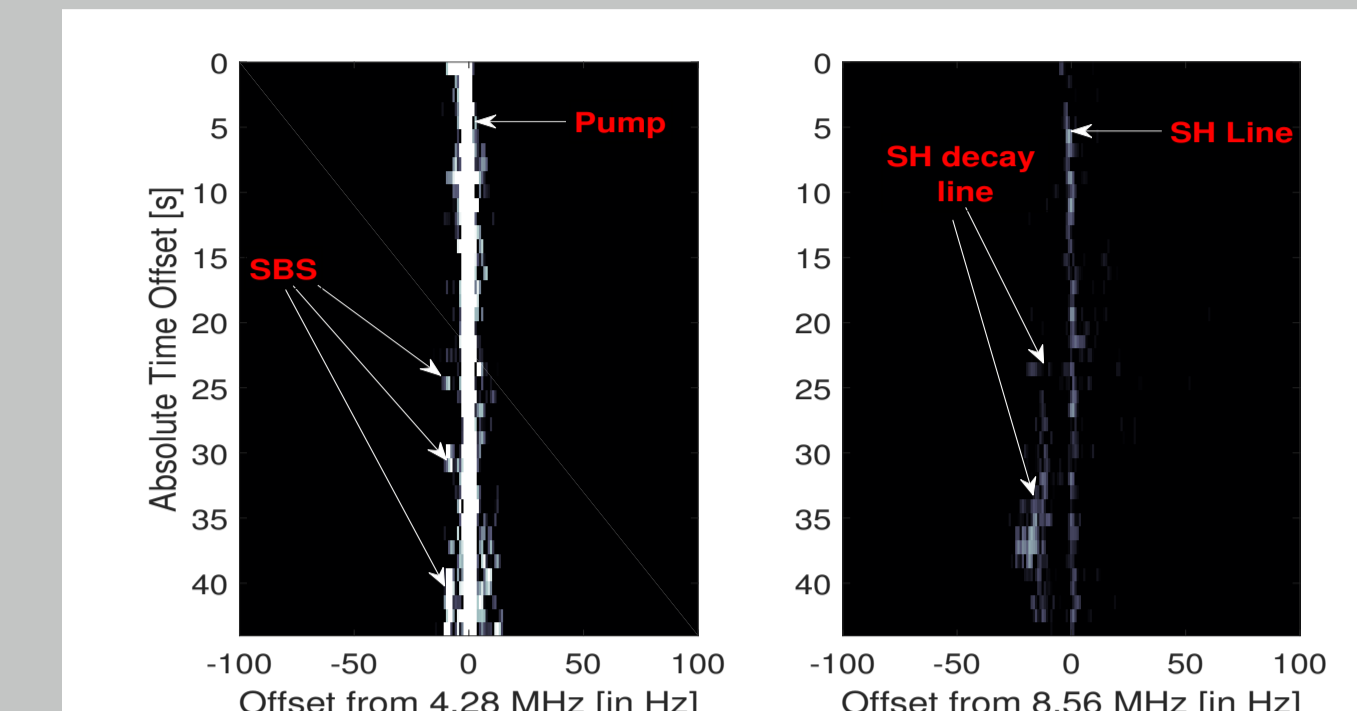 0
5
10
15
20
25
30
35
40
Absolute Time Offset [s]
Pump
SBS
-100 -50 0 50 100
Offset from 4.28 MHz [in Hz]
0
5
10
15
20
25
30
35
40
SH Line
SH decay
line
-100 -50 0 50 100
Offset from 8.56 MHz [in Hz]